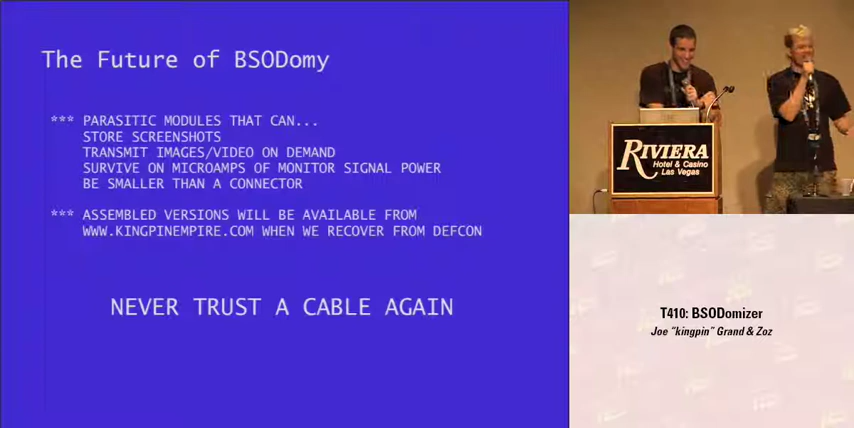 The Future of BSODomy
*** PARASITIC MODULES THAT CAN...
STORE SCREENSHOTS
TRANSMIT IMAGES/VIDEO ON DEMAND
SURVIVE ON MICROAMPS OF MONITOR SIGNAL POWER
BE SMALLER THAN A CONNECTOR
*** ASSEMBLED VERSIONS WILL BE AVAILABLE FROM
WWW.KINGPINEMPIRE.COM WHEN WE RECOVER FROM DEFCON
NEVER TRUST A CABLE AGAIN
RIVIERA
Hotel & Casino
Las Vegas
T410: BSODomizer
Joe "kingpin" Grand & Zoz